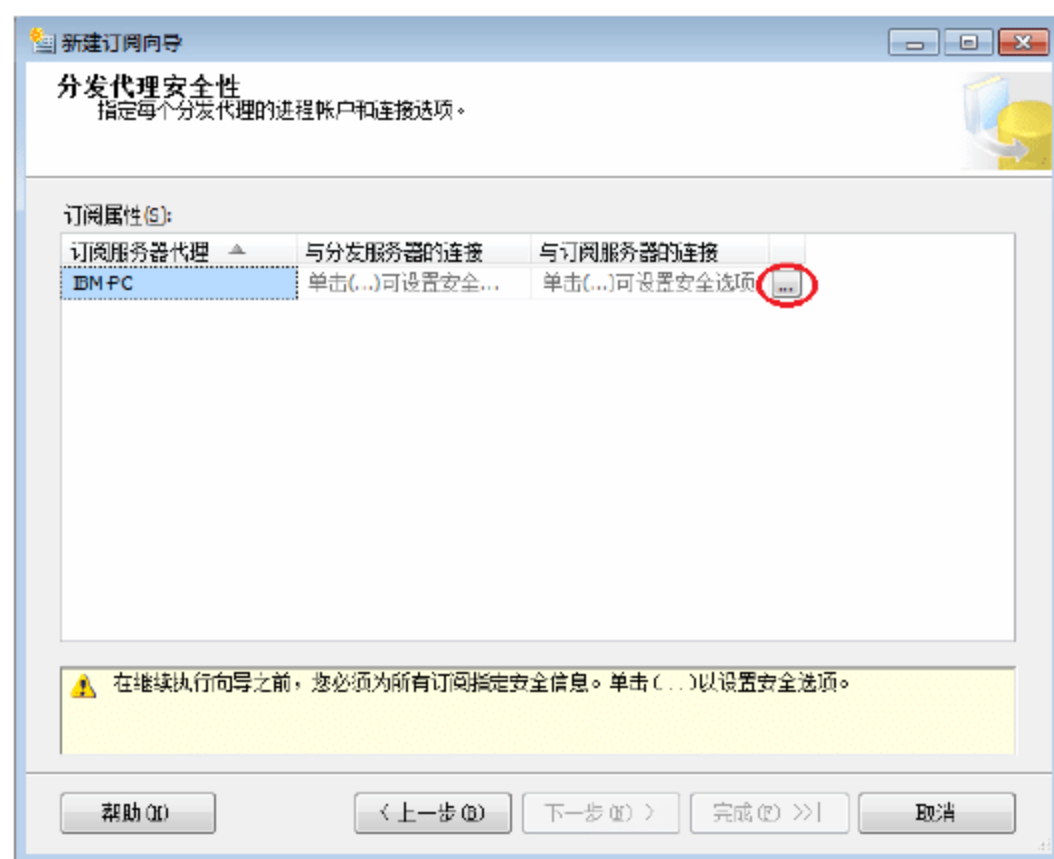 新建订阅向导
分发代理安全性
指定每个分发代理的进程帐户和连接选项。
订阅属性(S):
订阅服务器代理 与分发服务器的连接 与订阅服务器的连接
IBM-PC 单击(...)可设置安全... 单击(...)可设置安全选项 ...
在继续执行向导之前，您必须为所有订阅指定安全信息。单击(...)以设置安全选项。
帮助(H) < 上一步(B) 下一步(N) > 完成(F) >>| 取消